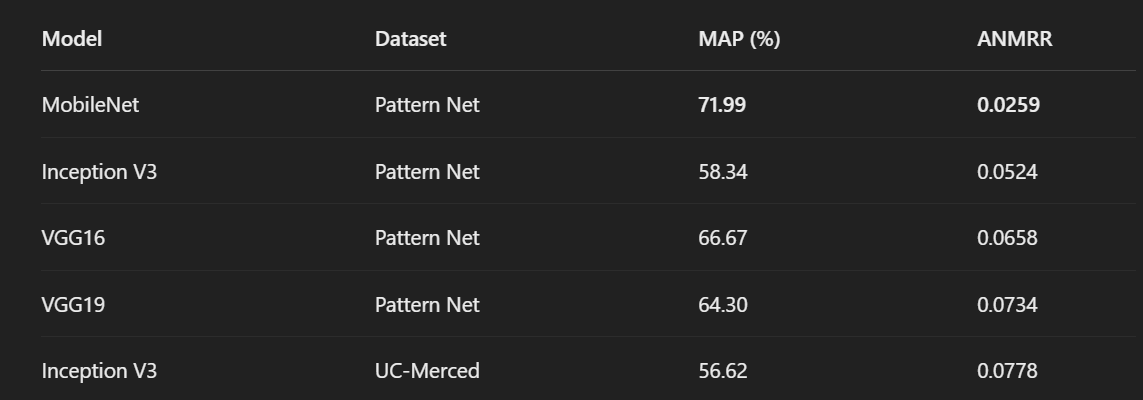 Model Dataset MAP (%) ANMRR
MobileNet Pattern Net 71.99 0.0259
Inception V3 Pattern Net 58.34 0.0524
VGG16 Pattern Net 66.67 0.0658
VGG19 Pattern Net 64.30 0.0734
Inception V3 UC-Merced 56.62 0.0778